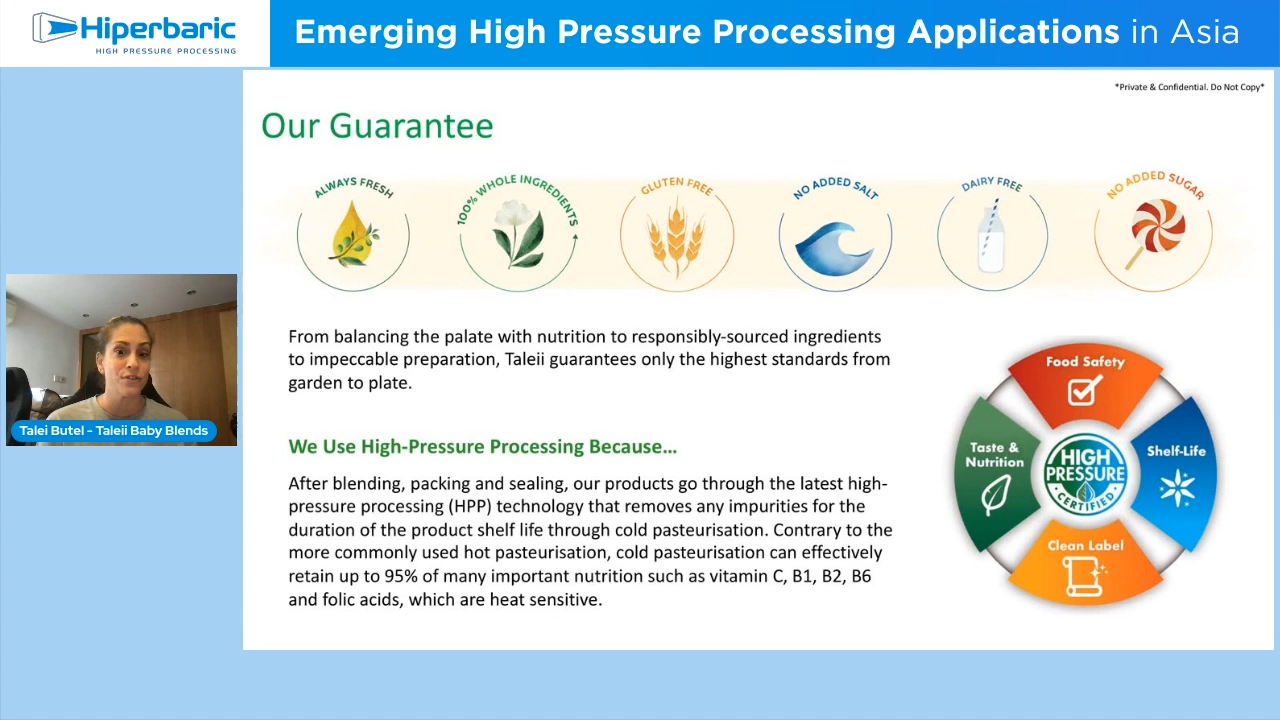 Hiperbaric
HIGH PRESSURE PROCESSING
Emerging High Pressure Processing Applications in Asia
*Private & Confidential. Do Not Copy*
Our Guarantee
ALWAYS FRESH
100% WHOLE INGREDIENTS
GLUTEN FREE
NO ADDED SALT
DAIRY FREE
NO ADDED SUGAR
From balancing the palate with nutrition to responsibly-sourced ingredients
to impeccable preparation, Taleii guarantees only the highest standards from
garden to plate.
We Use High-Pressure Processing Because...
After blending, packing and sealing, our products go through the latest high-
pressure processing (HPP) technology that removes any impurities for the
duration of the product shelf life through cold pasteurisation. Contrary to the
more commonly used hot pasteurisation, cold pasteurisation can effectively
retain up to 95% of many important nutrition such as vitamin C, B1, B2, B6
and folic acids, which are heat sensitive.
Food Safety
Taste &
Nutrition
Shelf-Life
HIGH
PRESSURE
CERTIFIED
Clean Label
Talei Butel - Taleii Baby Blends